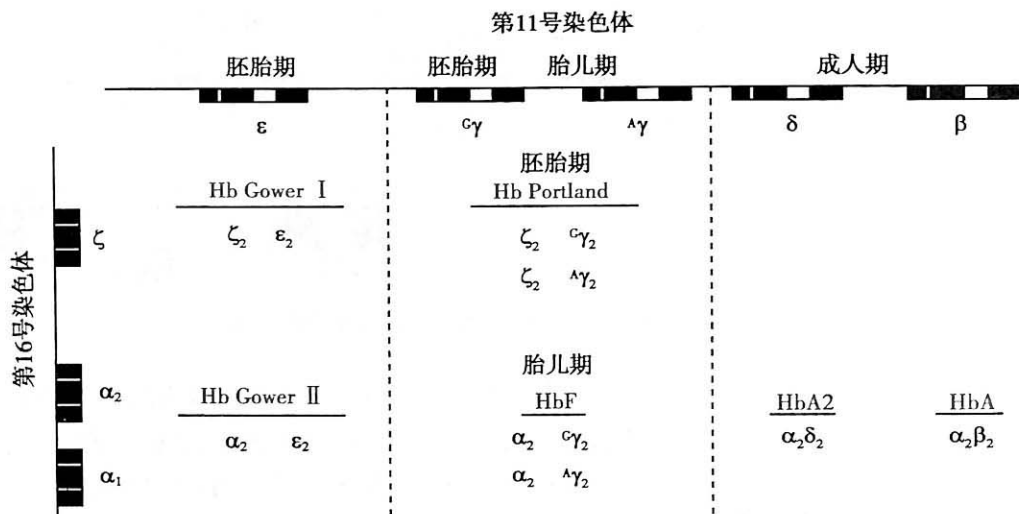 第11号染色体
胚胎期 胚胎期 胎儿期 成人期
ε ᴳγ ᴬγ δ β
胚胎期
Hb Gower Ⅰ Hb Portland
ζ₂ ε₂ ζ₂ ᴳγ₂
ζ₂ ᴬγ₂
ζ
第16号染色体
胎儿期
α₂
Hb Gower Ⅱ HbF HbA2 HbA
α₂ ε₂ α₂ ᴳγ₂ α₂δ₂ α₂β₂
α₁ α₂ ᴬγ₂